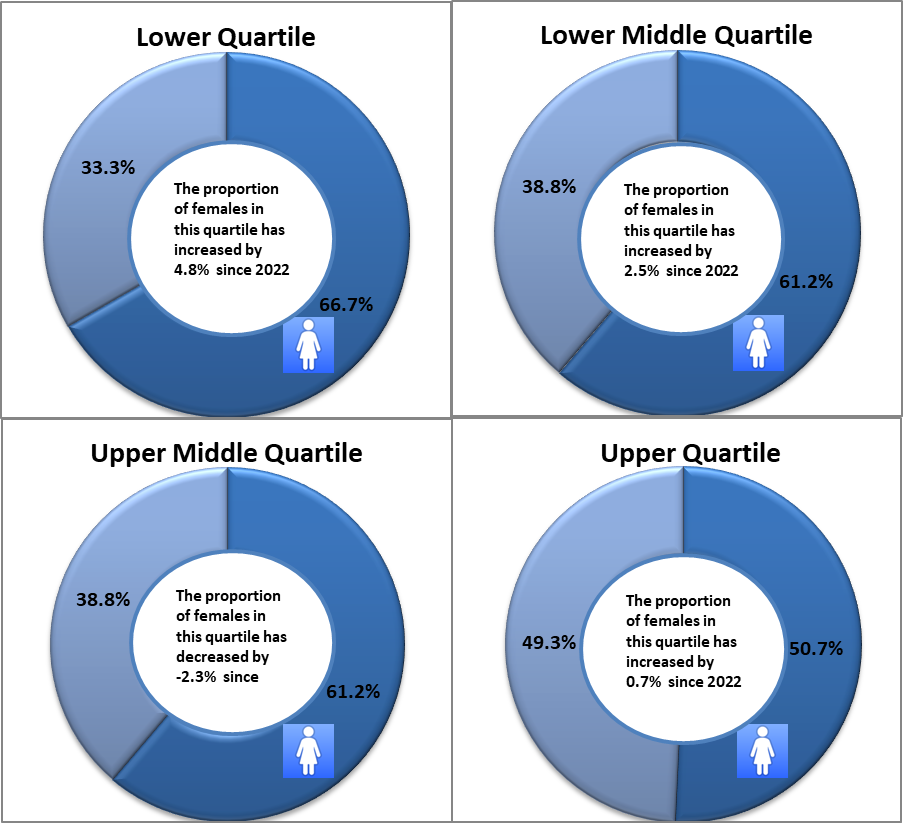 Lower Quartile
33.3%
The proportion
of females in
this quartile has
increased by
4.8% since 2022
66.7%
Lower Middle Quartile
38.8%
The proportion
of females in
this quartile has
increased by
2.5% since 2022
61.2%
Upper Middle Quartile
38.8%
The proportion
of females in
this quartile has
decreased by
-2.3% since
61.2%
Upper Quartile
49.3%
The proportion
of females in
this quartile has
increased by
0.7% since 2022
50.7%